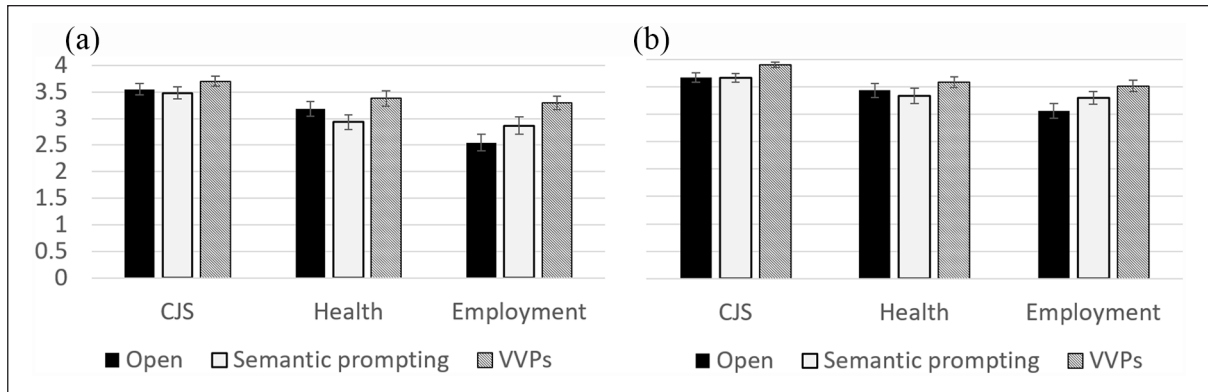 (a)
4
3.5
3
2.5
2
1.5
1
0.5
0
CJS Health Employment
Open Semantic prompting VVPs
(b)
CJS Health Employment
Open Semantic prompting VVPs